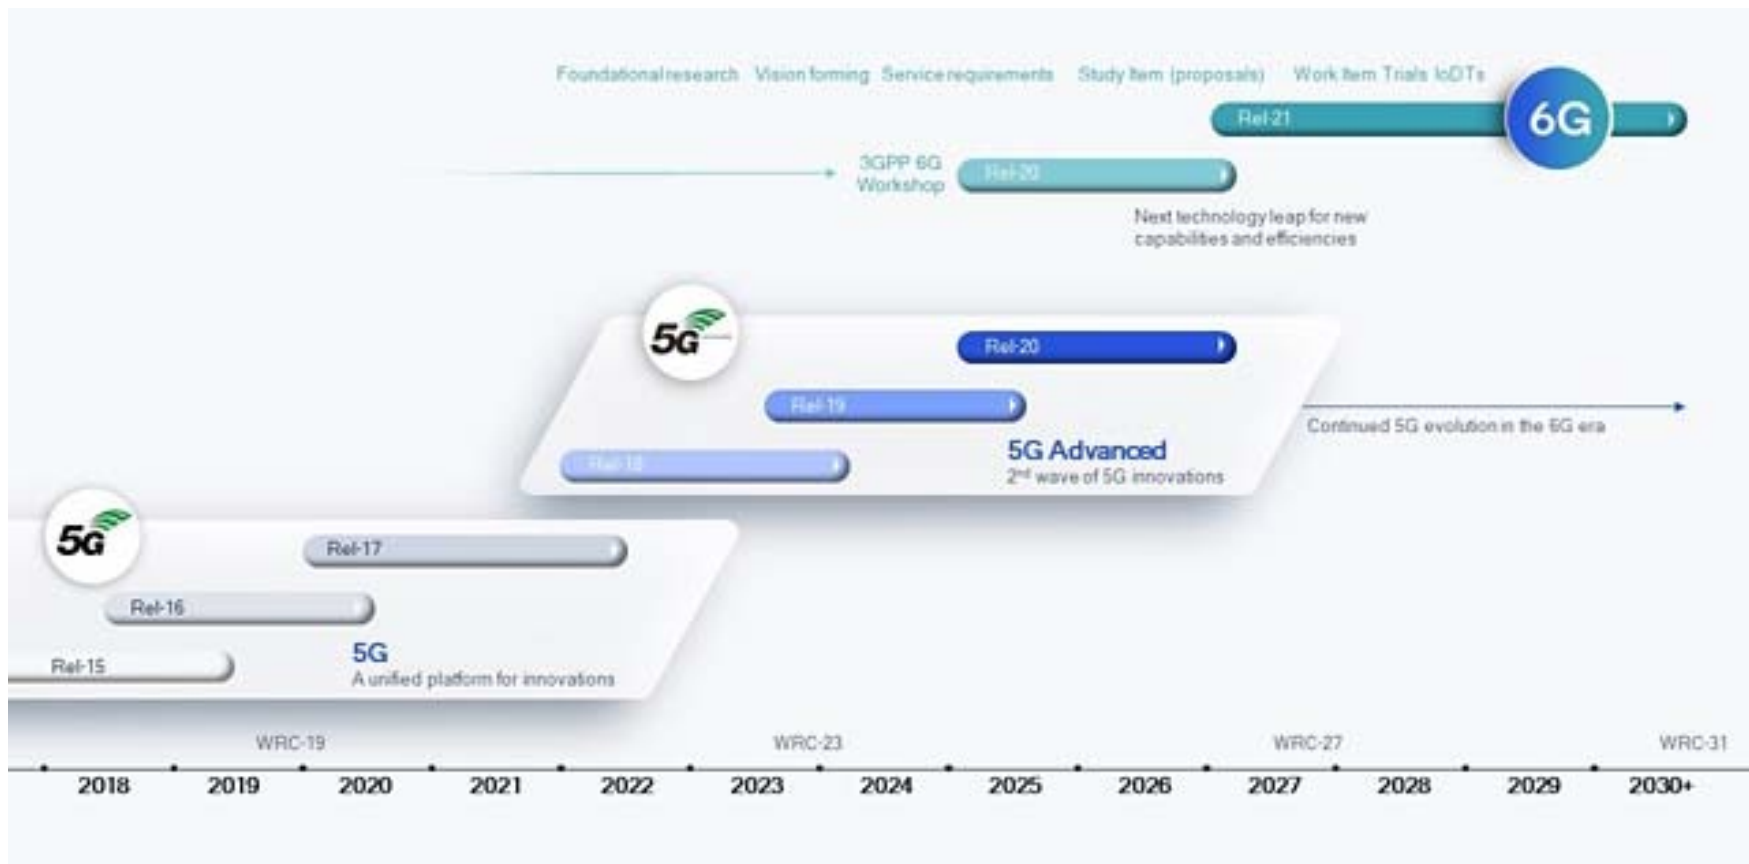 Foundational research Vision forming Service requirements Study Item (proposals) Work Item Trials IoDTs
Rel-21
6G
3GPP 6G
Workshop
Rel-20
Next technology leap for new
capabilities and efficiencies
5G
Rel-20
Rel-19
Continued 5G evolution in the 6G era
5G Advanced
Rel-18
2nd wave of 5G innovations
5G
Rel-17
Rel-16
5G
Rel-15
A unified platform for innovations
WRC-19 WRC-23 WRC-27 WRC-31
2018 2019 2020 2021 2022 2023 2024 2025 2026 2027 2028 2029 2030+